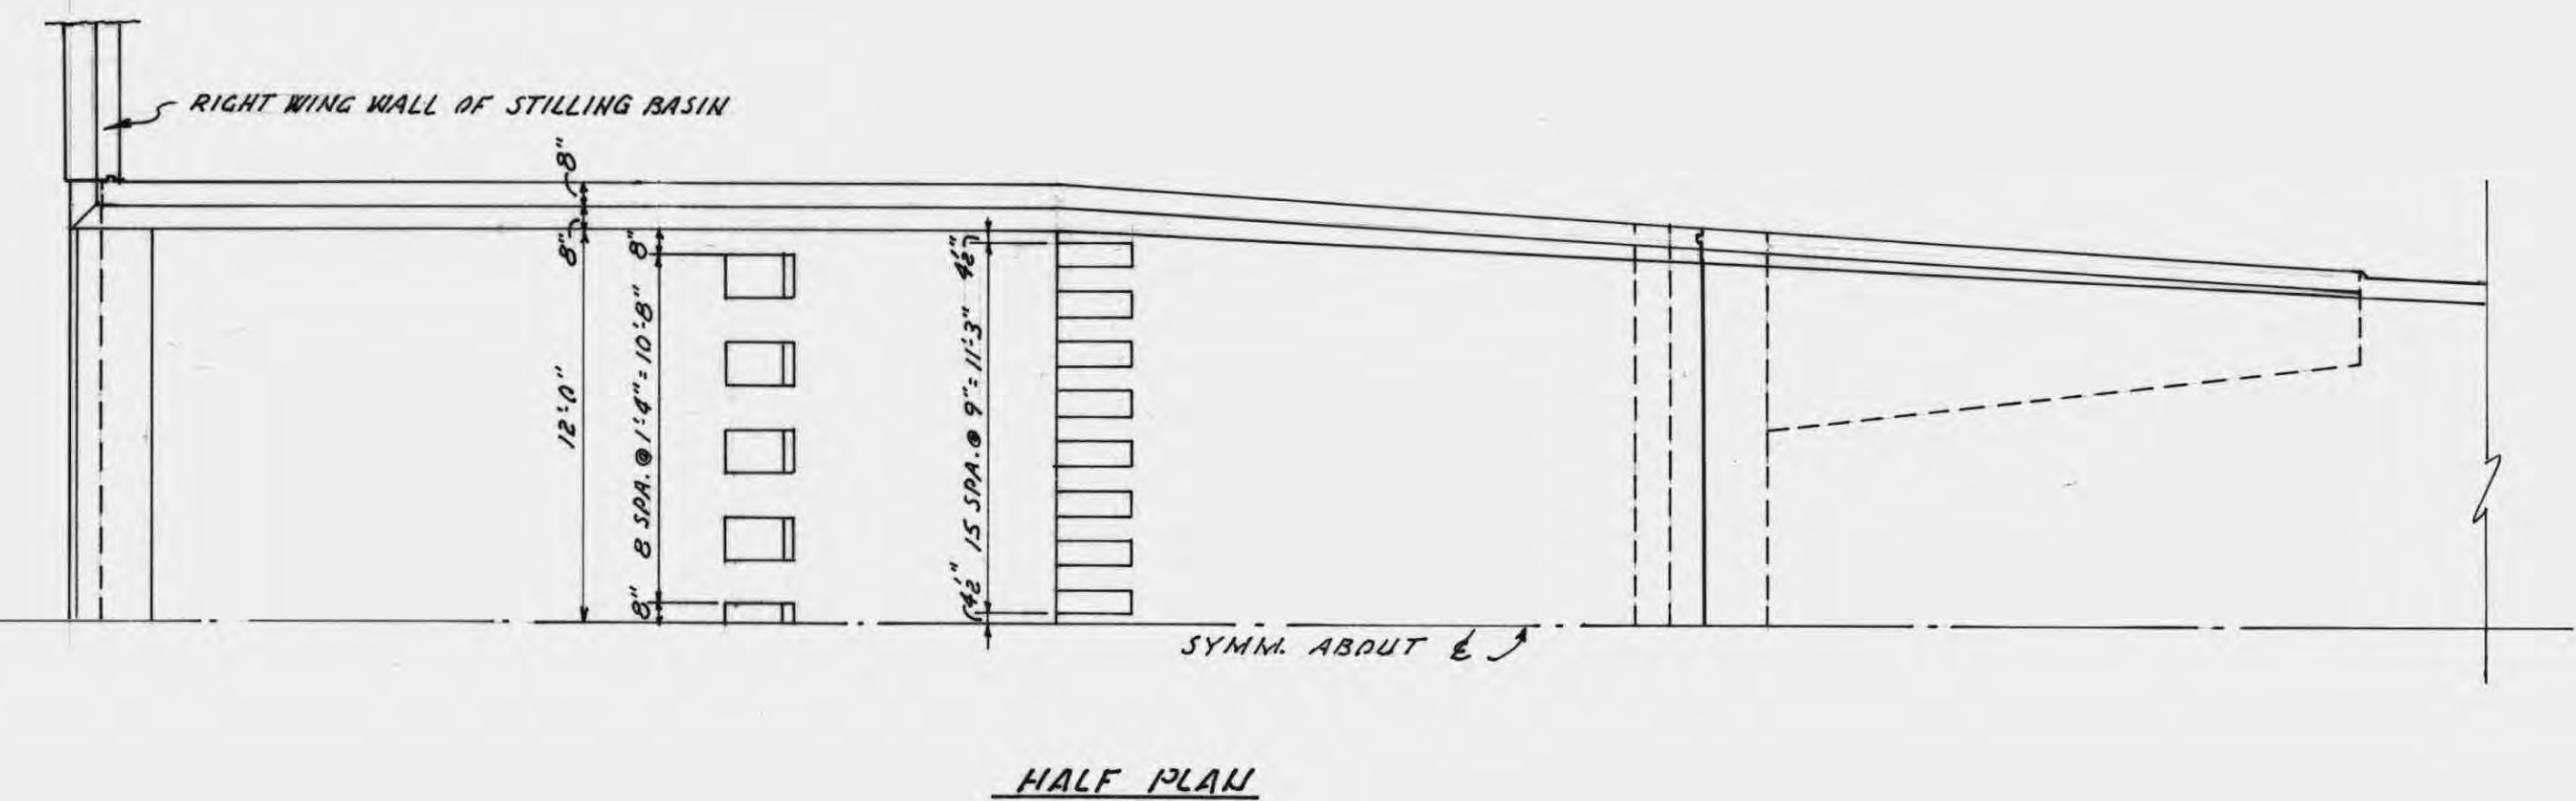 RIGHT WING WALL OF STILLING BASIN
8"
8"
12'-0"
8"
8 SPA. @ 1'-4" = 10'-8"
8"
4½"
15 SPA. @ 9" = 11'-3"
4½"
SYMM. ABOUT ℄
HALF PLAN